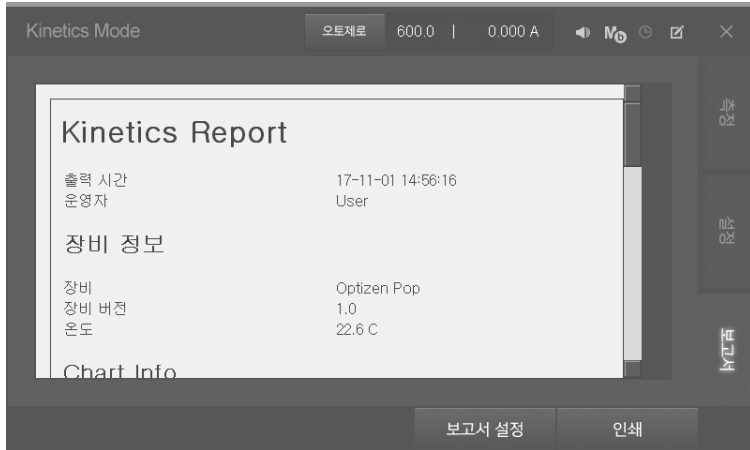 Kinetics Mode 오토제로 600.0 | 0.000 A
Kinetics Report
출력 시간 17-11-01 14:56:16
운영자 User
장비 정보
장비 Optizen Pop
장비 버전 1.0
온도 22.6 C
Chart Info
측정
설정
보고서
보고서 설정 인쇄